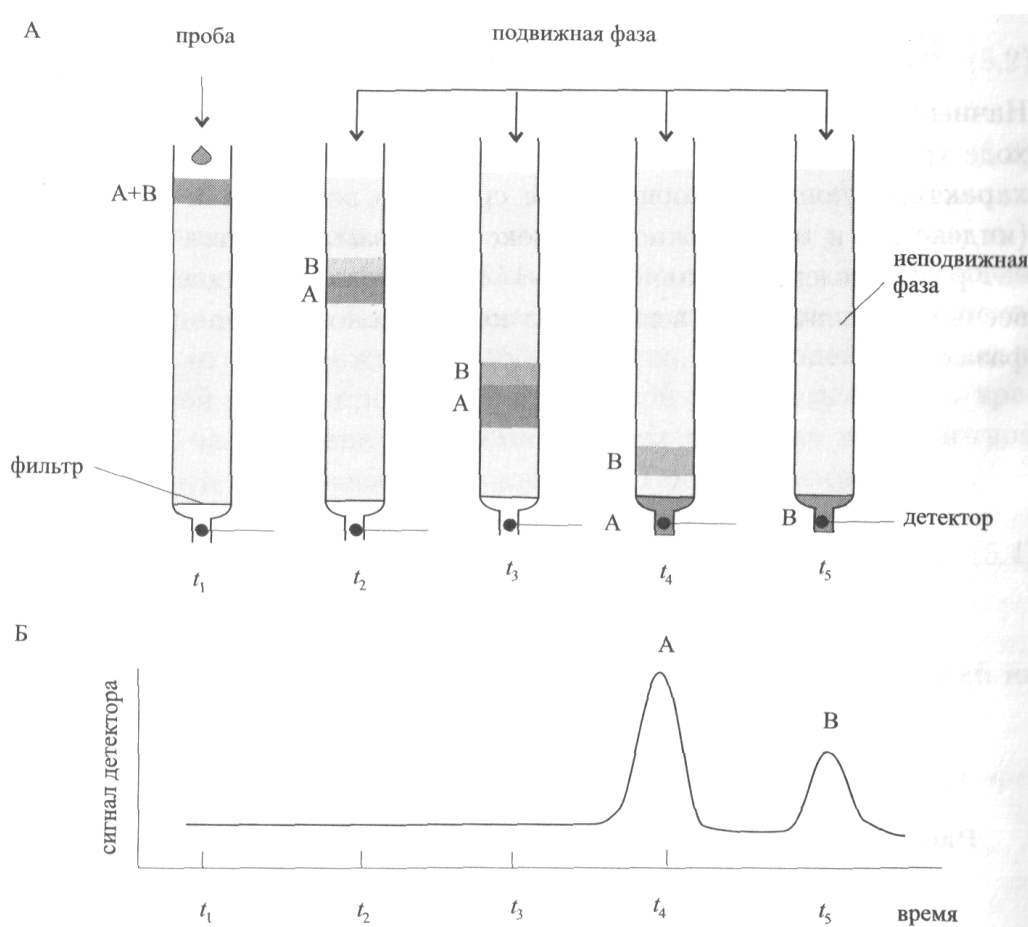 А
проба
подвижная фаза
А+В
В
А
В
А
В
А
В
неподвижная
фаза
фильтр
детектор
t₁
t₂
t₃
t₄
t₅
Б
сигнал детектора
А
В
t₁
t₂
t₃
t₄
t₅
время